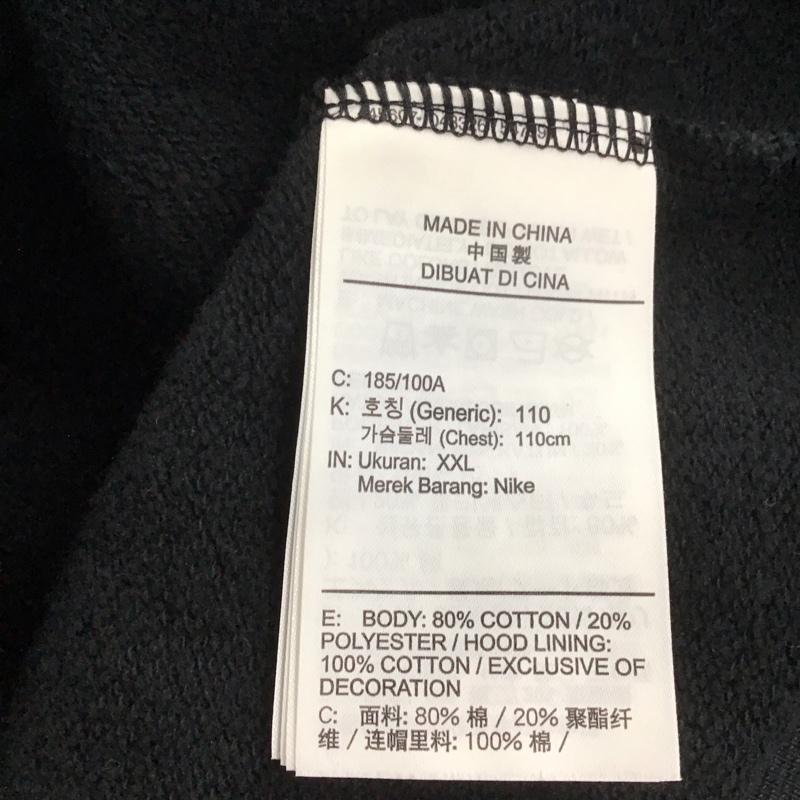 MADE IN CHINA
中国製
DIBUAT DI CINA
C: 185/100A
K: 호칭 (Generic): 110
가슴둘레 (Chest): 110cm
IN: Ukuran: XXL
Merek Barang: Nike
E: BODY: 80% COTTON / 20%
POLYESTER / HOOD LINING:
100% COTTON / EXCLUSIVE OF
DECORATION
C: 面料: 80% 棉 / 20% 聚酯纤
维 / 连帽里料: 100% 棉 /